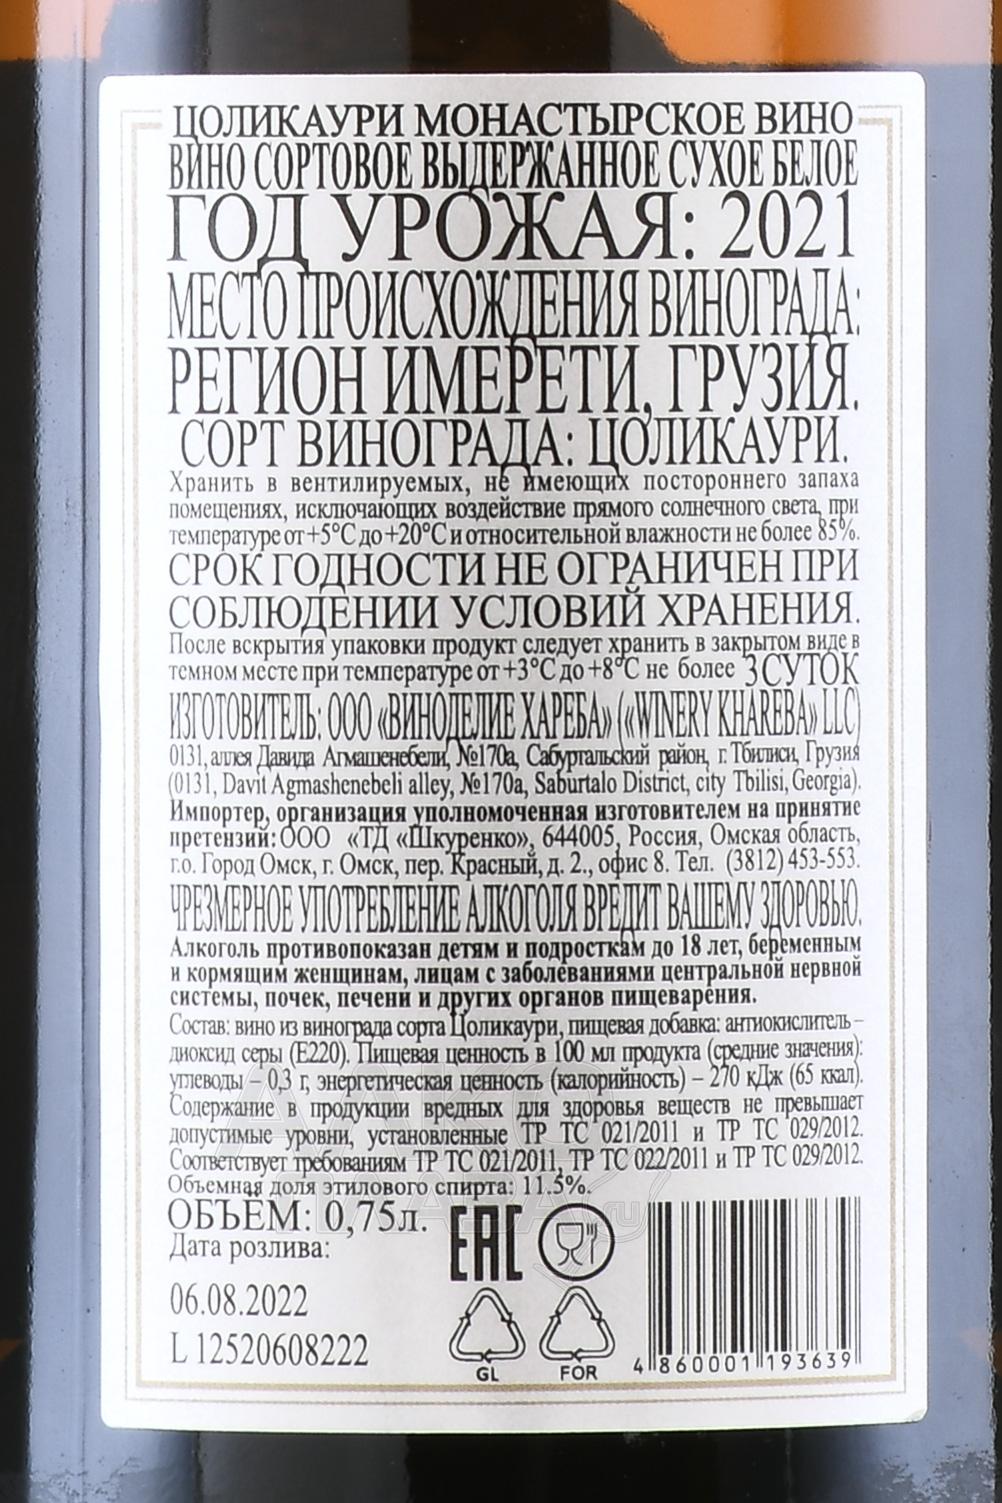 ЦОЛИКАУРИ МОНАСТЫРСКОЕ ВИНО
ВИНО СОРТОВОЕ ВЫДЕРЖАННОЕ СУХОЕ БЕЛОЕ
ГОД УРОЖАЯ: 2021
МЕСТО ПРОИСХОЖДЕНИЯ ВИНОГРАДА:
РЕГИОН ИМЕРЕТИ, ГРУЗИЯ.
СОРТ ВИНОГРАДА: ЦОЛИКАУРИ.
Хранить в вентилируемых, не имеющих постороннего запаха
помещениях, исключающих воздействие прямого солнечного света, при
температуре от +5°C до +20°C и относительной влажности не более 85%.
СРОК ГОДНОСТИ НЕ ОГРАНИЧЕН ПРИ
СОБЛЮДЕНИИ УСЛОВИЙ ХРАНЕНИЯ.
После вскрытия упаковки продукт следует хранить в закрытом виде в
темном месте при температуре от +3°C до +8°C не более 3 СУТОК
ИЗГОТОВИТЕЛЬ: ООО «ВИНОДЕЛИЕ ХАРЕБА» («WINERY KHAREBA» LLC)
0131, аллея Давида Агмашенебели, №170а, Сабурталский район, г. Тбилиси, Грузия
(0131, Davit Agmashenebeli alley, №170a, Saburtalo District, city Tbilisi, Georgia).
Импортер, организация уполномоченная изготовителем на принятие
претензий: ООО «ТД «Шкуренко», 644005, Россия, Омская область,
г.о. Город Омск, г. Омск, пер. Красный, д. 2., офис 8. Тел. (3812) 453-553.
ЧРЕЗМЕРНОЕ УПОТРЕБЛЕНИЕ АЛКОГОЛЯ ВРЕДИТ ВАШЕМУ ЗДОРОВЬЮ.
Алкоголь противопоказан детям и подросткам до 18 лет, беременным
и кормящим женщинам, лицам с заболеваниями центральной нервной
системы, почек, печени и других органов пищеварения.
Состав: вино из винограда сорта Цоликаури, пищевая добавка: антиокислитель –
диоксид серы (E220). Пищевая ценность в 100 мл продукта (средние значения):
углеводы – 0,3 г, энергетическая ценность (калорийность) – 270 кДж (65 ккал).
Содержание в продукции вредных для здоровья веществ не превышает
допустимые уровни, установленные ТР ТС 021/2011 и ТР ТС 029/2012.
Соответствует требованиям ТР ТС 021/2011, ТР ТС 022/2011 и ТР ТС 029/2012.
Объемная доля этилового спирта: 11.5%.
ОБЪЁМ: 0,75л.
Дата розлива:
06.08.2022
L 12520608222
EAC
GL
FOR
4 860001 193639